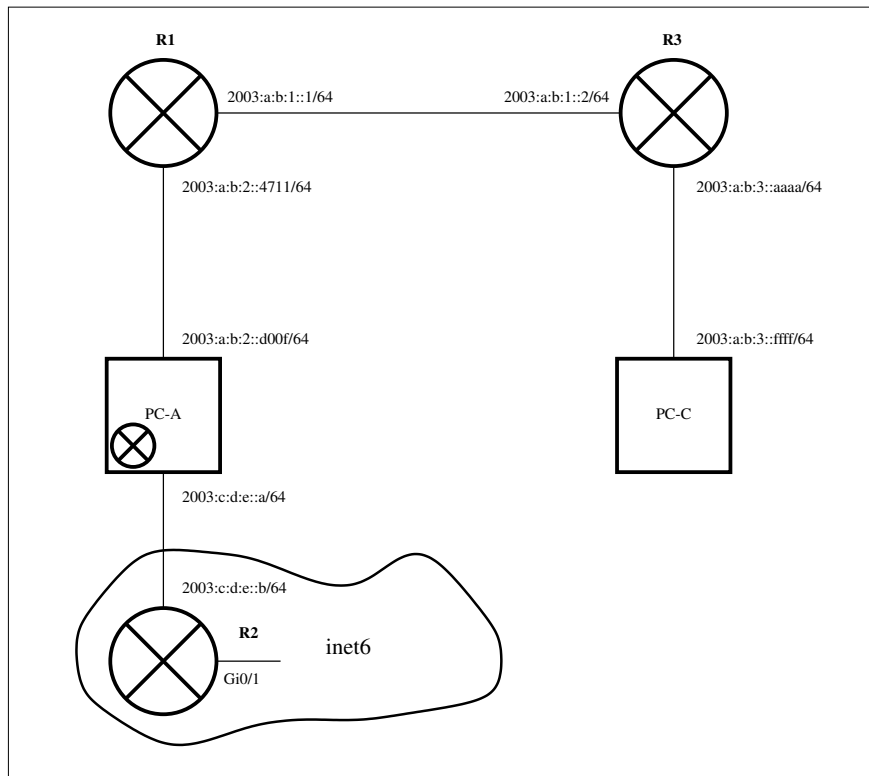 R1
R3
2003:a:b:1::1/64
2003:a:b:1::2/64
2003:a:b:2::4711/64
2003:a:b:3::aaaa/64
2003:a:b:2::d00f/64
2003:a:b:3::ffff/64
PC-A
PC-C
2003:c:d:e::a/64
2003:c:d:e::b/64
R2
inet6
Gi0/1